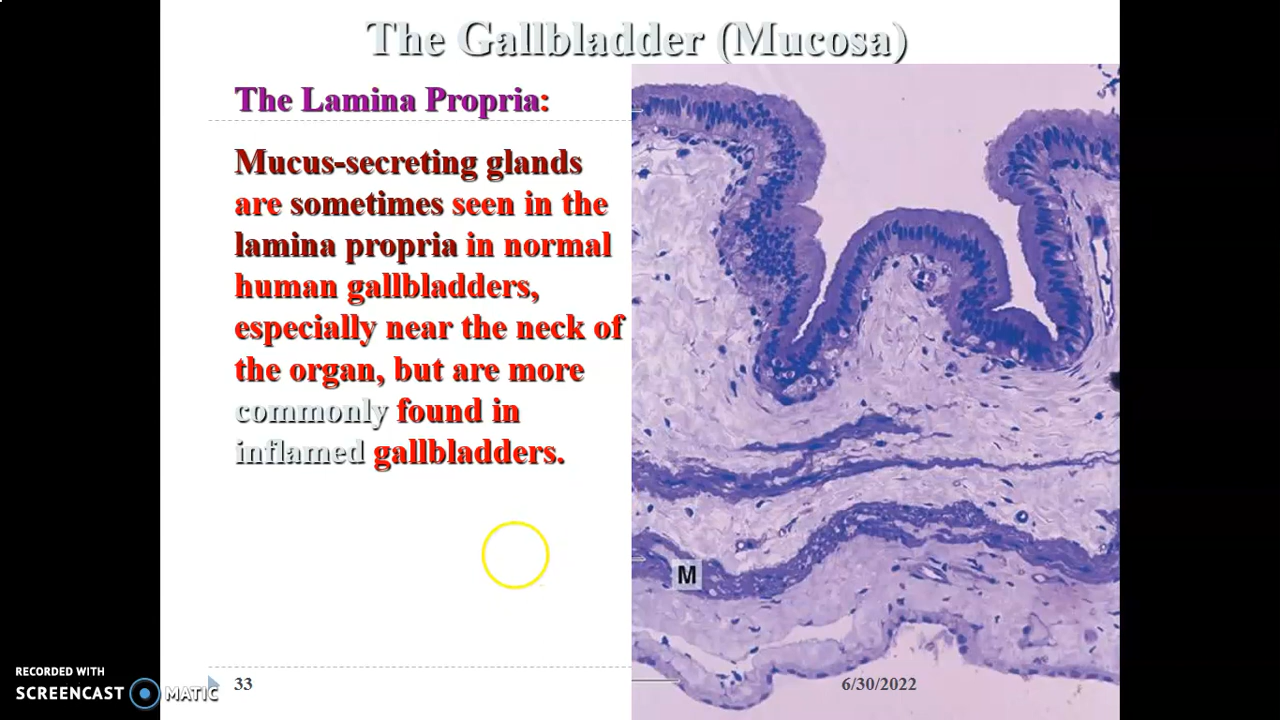 The Gallbladder (Mucosa)
The Lamina Propria:
Mucus-secreting glands
are sometimes seen in the
lamina propria in normal
human gallbladders,
especially near the neck of
the organ, but are more
commonly found in
inflamed gallbladders.
M
33
6/30/2022
RECORDED WITH
SCREENCAST MATIC